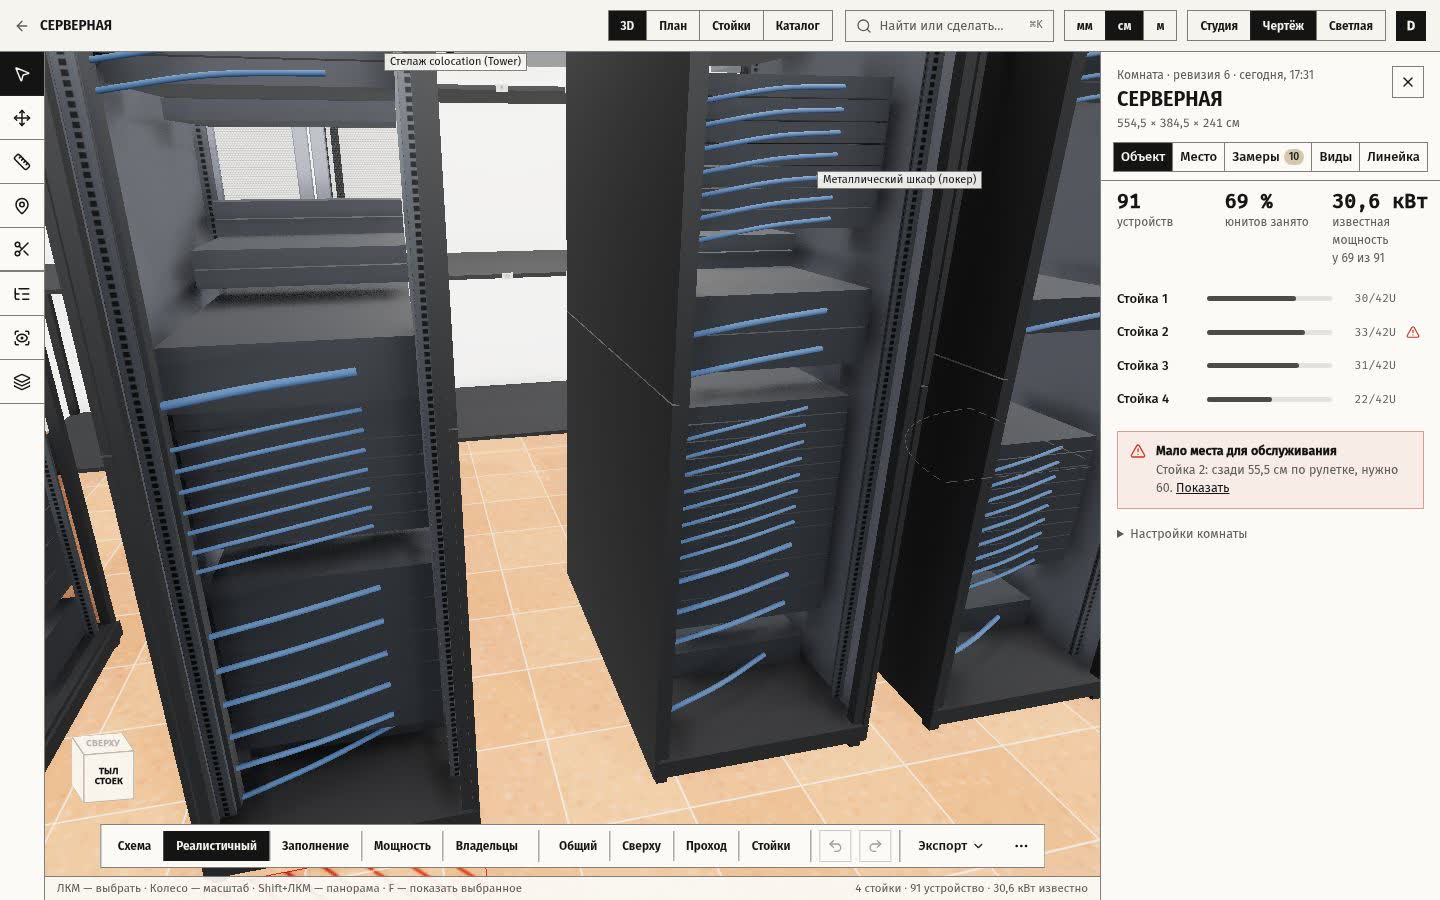 СЕРВЕРНАЯ
3D План Стойки Каталог
Найти или сделать... ⌘K
мм см м
Студия Чертёж Светлая
D
Стелаж colocation (Tower)
Металлический шкаф (локер)
СВЕРХУ
ТЫЛ
СТОЕК
Комната · ревизия 6 · сегодня, 17:31
СЕРВЕРНАЯ
554,5 × 384,5 × 241 см
Объект Место Замеры 10 Виды Линейка
91 69 % 30,6 кВт
устройств юнитов занято известная
мощность
у 69 из 91
Стойка 1 30/42U
Стойка 2 33/42U
Стойка 3 31/42U
Стойка 4 22/42U
Мало места для обслуживания
Стойка 2: сзади 55,5 см по рулетке, нужно
60. Показать
Настройки комнаты
Схема Реалистичный Заполнение Мощность Владельцы Общий Сверху Проход Стойки Экспорт
ЛКМ — выбрать · Колесо — масштаб · Shift+ЛКМ — панорама · F — показать выбранное
4 стойки · 91 устройство · 30,6 кВт известно